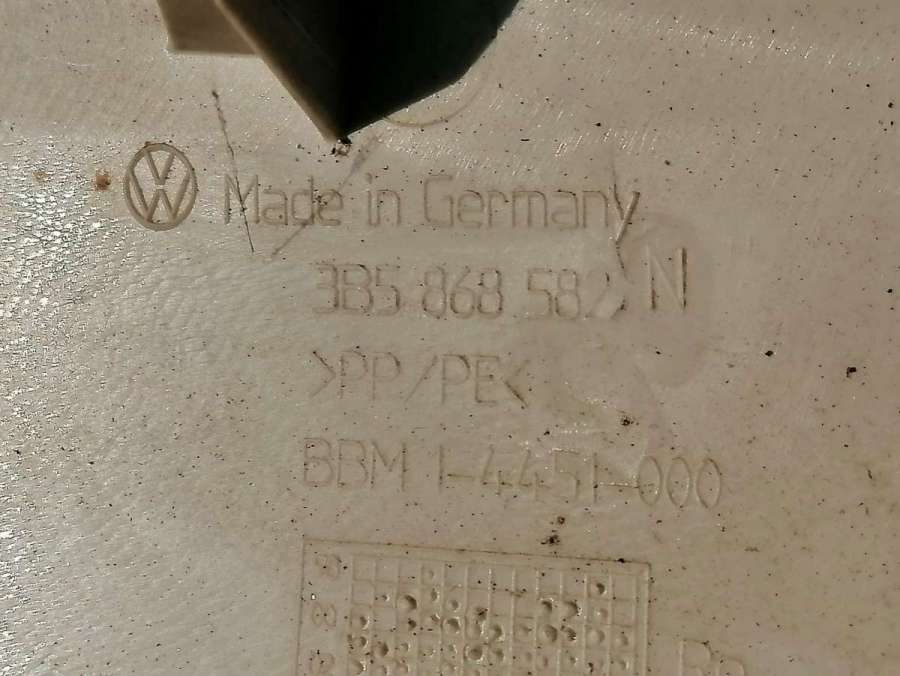 Made in Germany
3B5 868 582 N
>PP/PE<
BBM 1-4451-000